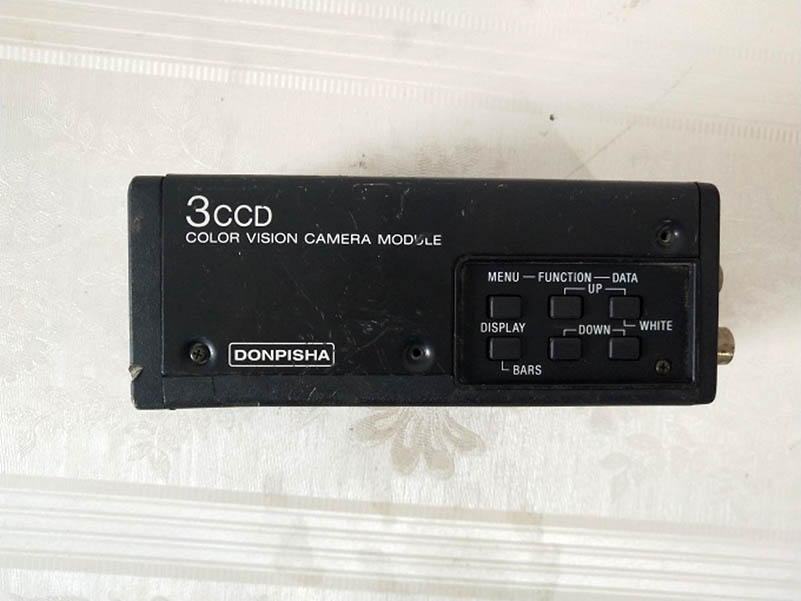 3CCD
COLOR VISION CAMERA MODULE
MENU — FUNCTION — DATA
UP
DISPLAY
DOWN
WHITE
BARS
DONPISHA